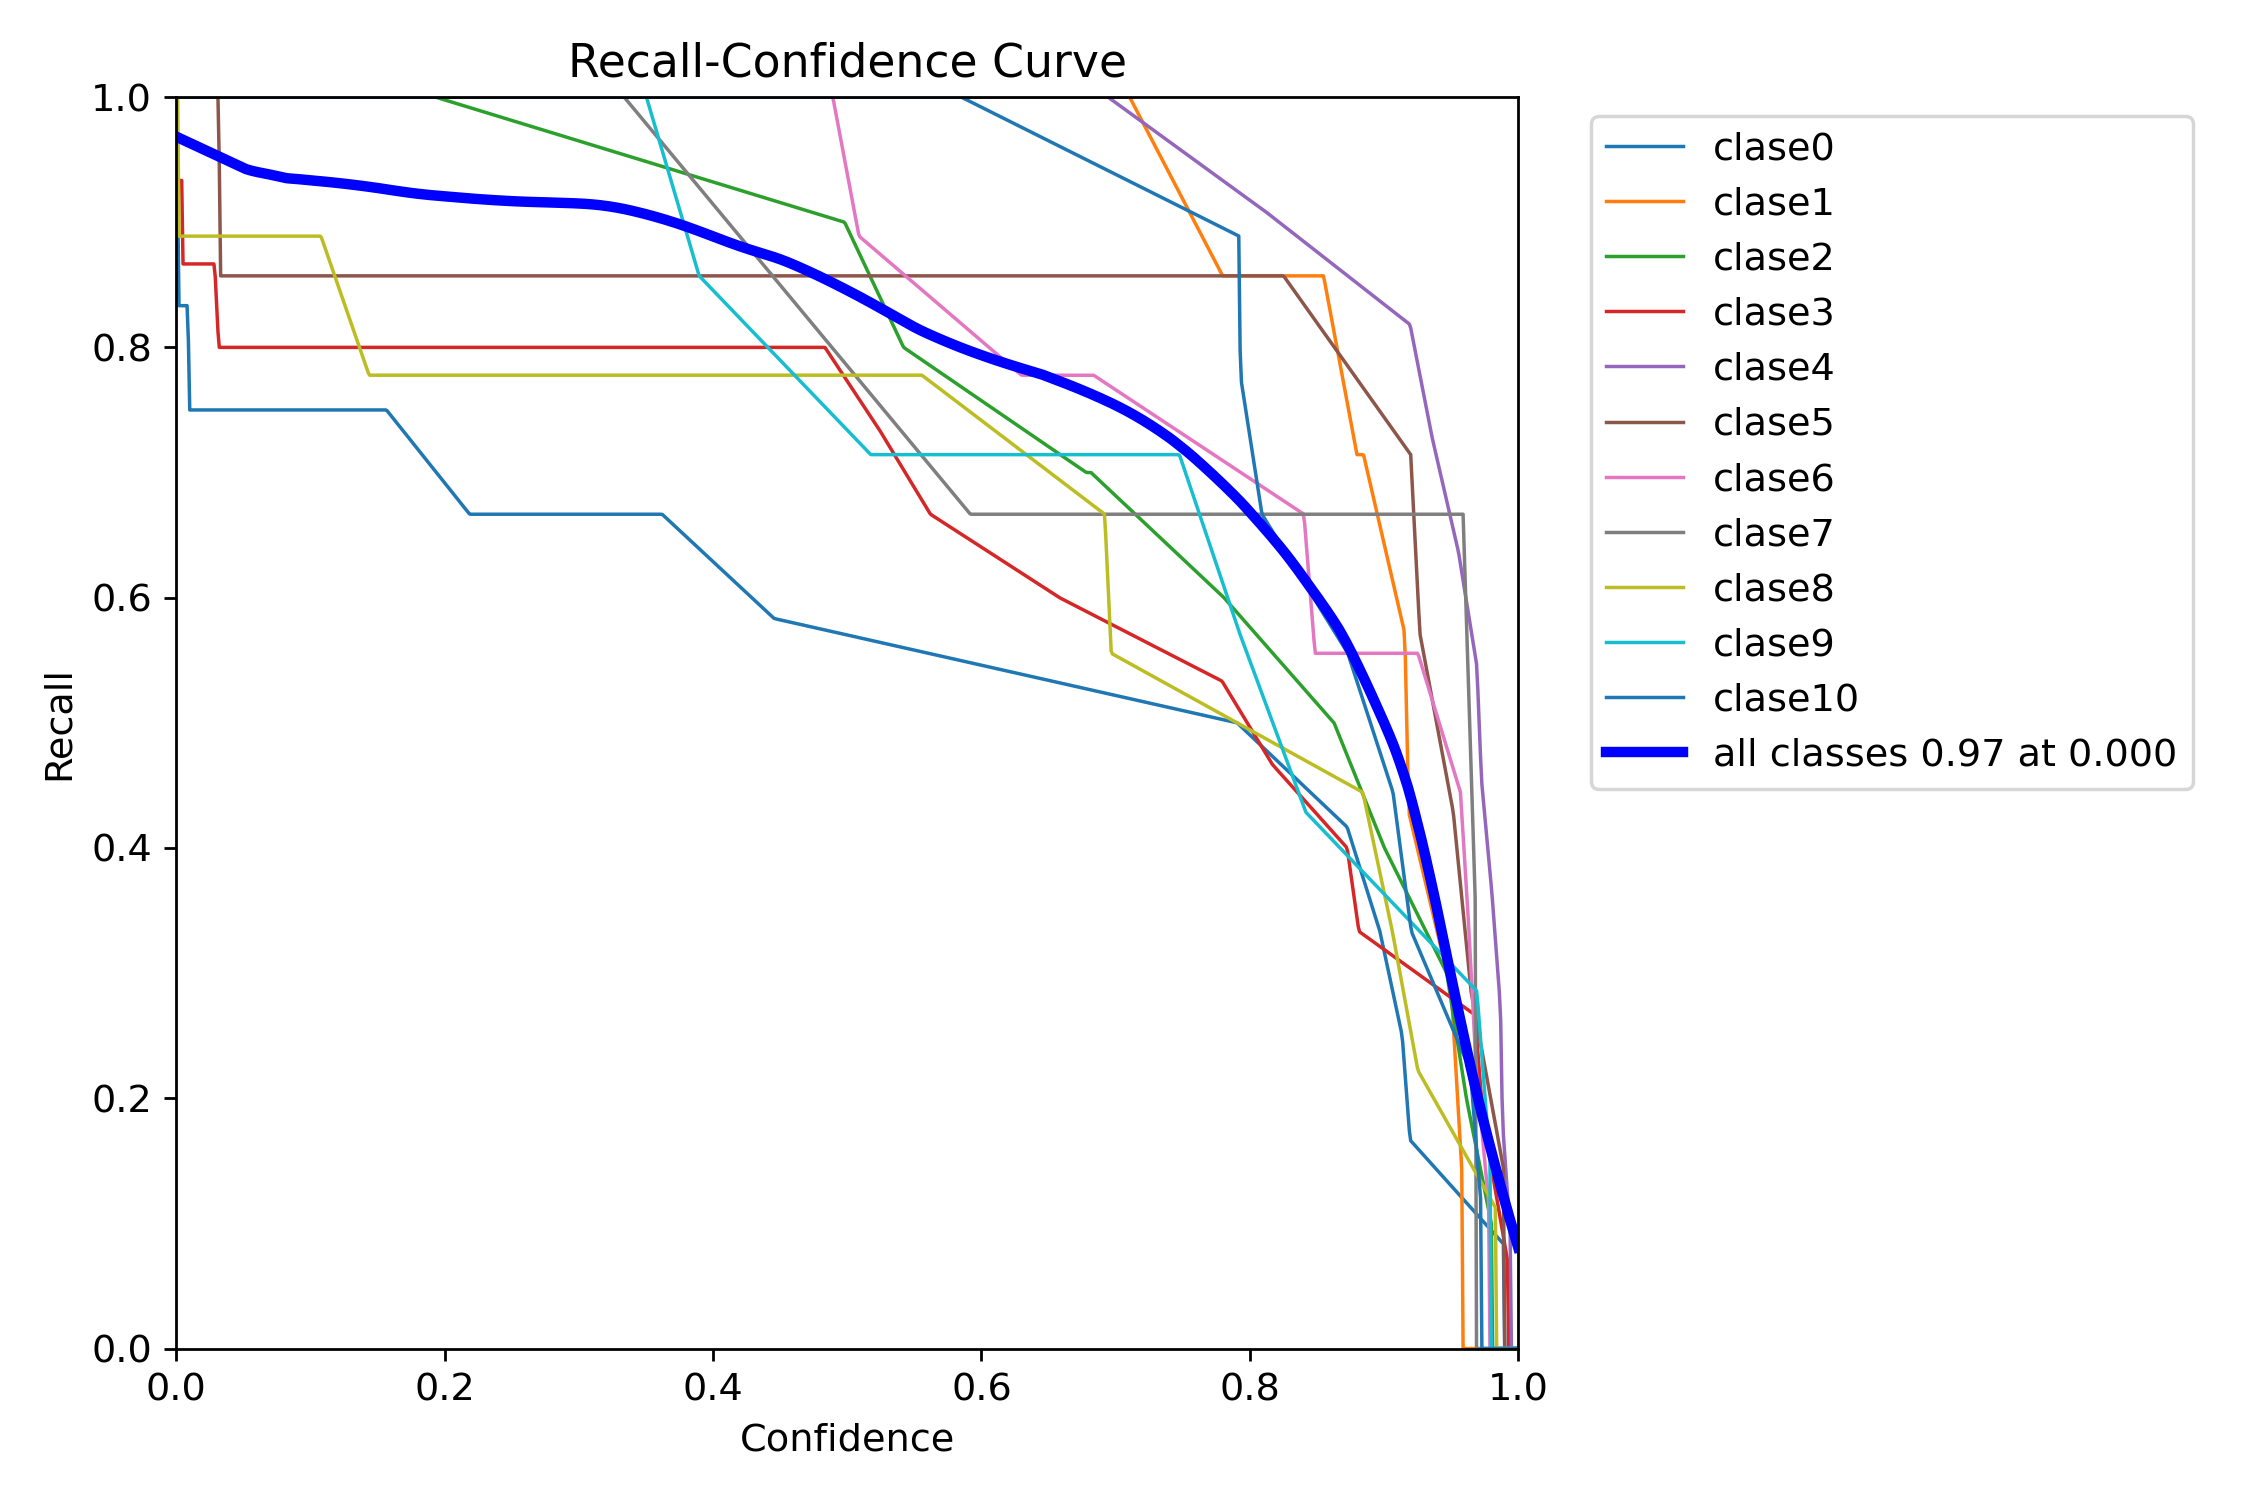 Recall-Confidence Curve
1.0
0.8
0.6
0.4
0.2
0.0
Recall
0.0 0.2 0.4 0.6 0.8 1.0
Confidence
clase0
clase1
clase2
clase3
clase4
clase5
clase6
clase7
clase8
clase9
clase10
all classes 0.97 at 0.000